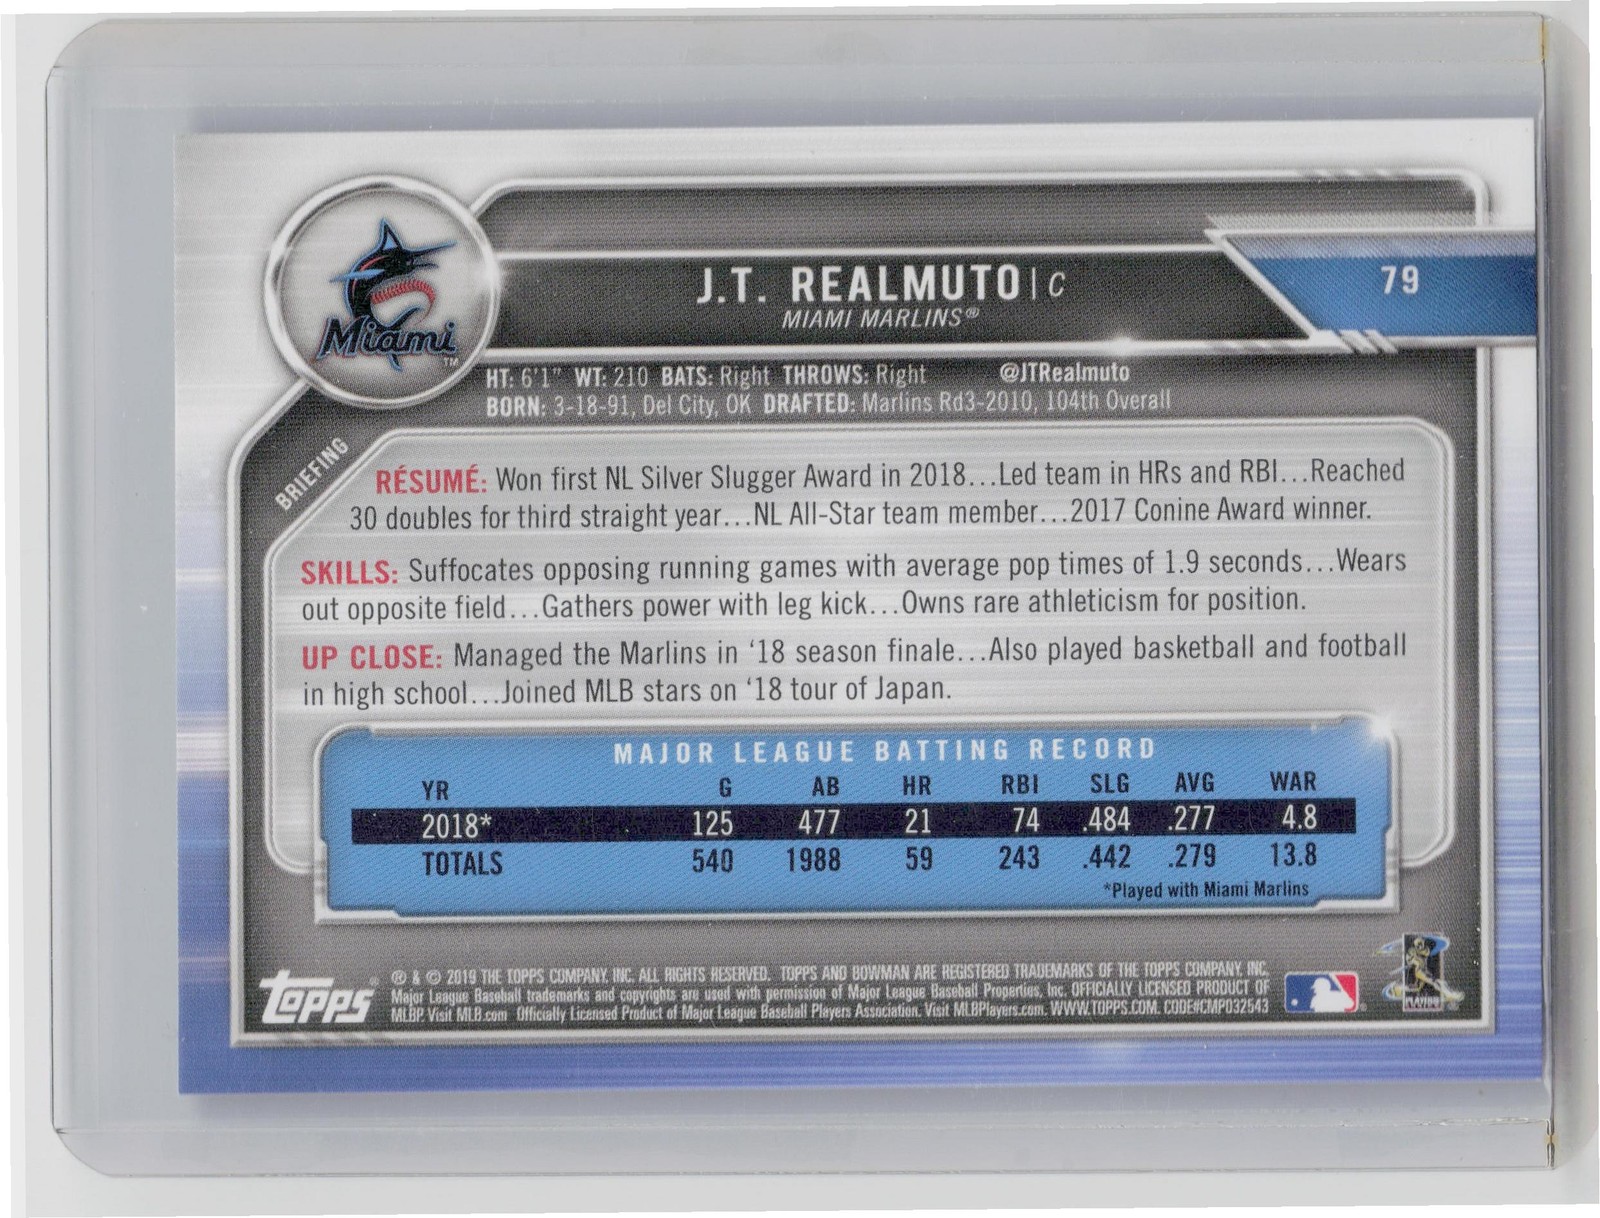 Miami™
J.T. REALMUTO | C
79
MIAMI MARLINS®
HT: 6'1" WT: 210 BATS: Right THROWS: Right @JTRealmuto
BORN: 3-18-91, Del City, OK DRAFTED: Marlins Rd3-2010, 104th Overall
BRIEFING
RÉSUMÉ: Won first NL Silver Slugger Award in 2018...Led team in HRs and RBI...Reached
30 doubles for third straight year...NL All-Star team member...2017 Conine Award winner.
SKILLS: Suffocates opposing running games with average pop times of 1.9 seconds...Wears
out opposite field...Gathers power with leg kick...Owns rare athleticism for position.
UP CLOSE: Managed the Marlins in ‘18 season finale...Also played basketball and football
in high school...Joined MLB stars on ‘18 tour of Japan.
MAJOR LEAGUE BATTING RECORD
YR G AB HR RBI SLG AVG WAR
2018* 125 477 21 74 .484 .277 4.8
TOTALS 540 1988 59 243 .442 .279 13.8
*Played with Miami Marlins
topps®
® & © 2019 THE TOPPS COMPANY, INC. ALL RIGHTS RESERVED. TOPPS AND BOWMAN ARE REGISTERED TRADEMARKS OF THE TOPPS COMPANY, INC.
Major League Baseball trademarks and copyrights are used with permission of Major League Baseball Properties, Inc. OFFICIALLY LICENSED PRODUCT OF
MLBP. Visit MLB.com Officially Licensed Product of Major League Baseball Players Association. Visit MLBPlayers.com. WWW.TOPPS.COM. CODE#CMP032543